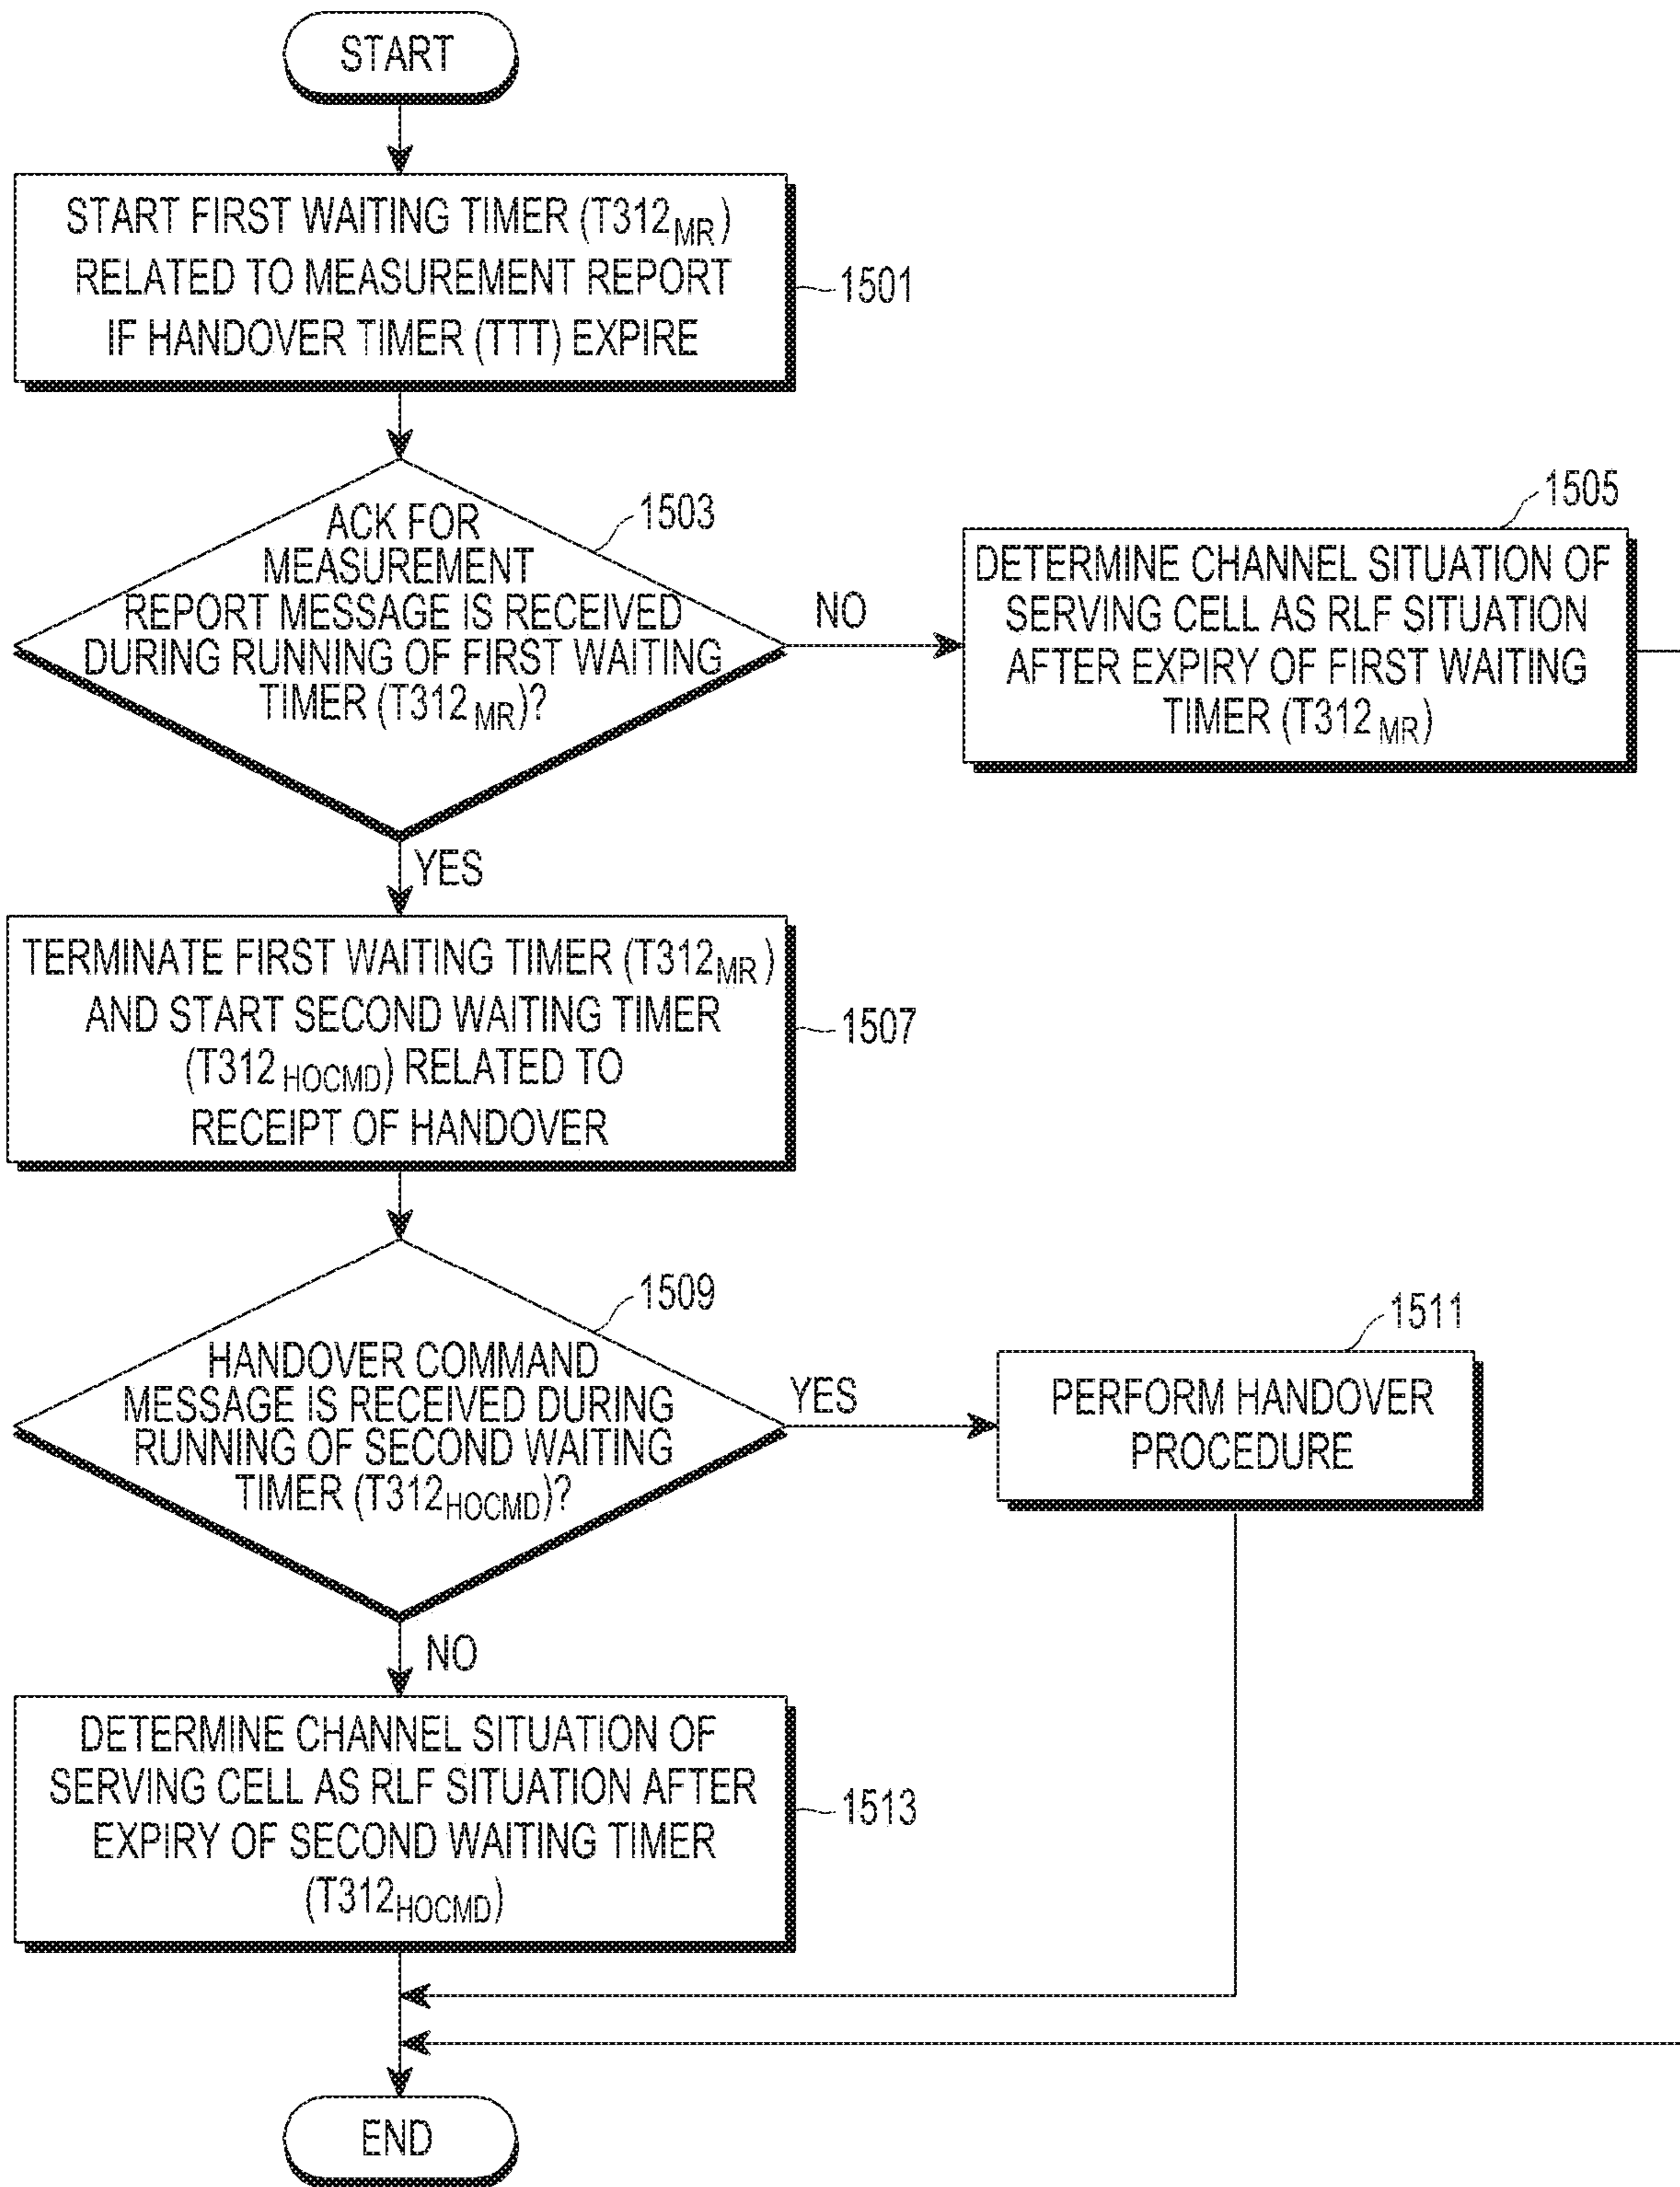 START
START FIRST WAITING TIMER (T312MR)
RELATED TO MEASUREMENT REPORT
IF HANDOVER TIMER (TTT) EXPIRE
1501
ACK FOR
MEASUREMENT
REPORT MESSAGE IS RECEIVED
DURING RUNNING OF FIRST WAITING
TIMER (T312MR)?
1503
NO
1505
DETERMINE CHANNEL SITUATION OF
SERVING CELL AS RLF SITUATION
AFTER EXPIRY OF FIRST WAITING
TIMER (T312MR)
YES
TERMINATE FIRST WAITING TIMER (T312MR)
AND START SECOND WAITING TIMER
(T312HOCMD) RELATED TO
RECEIPT OF HANDOVER
1507
HANDOVER COMMAND
MESSAGE IS RECEIVED DURING
RUNNING OF SECOND WAITING
TIMER (T312HOCMD)?
1509
YES
1511
PERFORM HANDOVER
PROCEDURE
NO
DETERMINE CHANNEL SITUATION OF
SERVING CELL AS RLF SITUATION AFTER
EXPIRY OF SECOND WAITING TIMER
(T312HOCMD)
1513
END